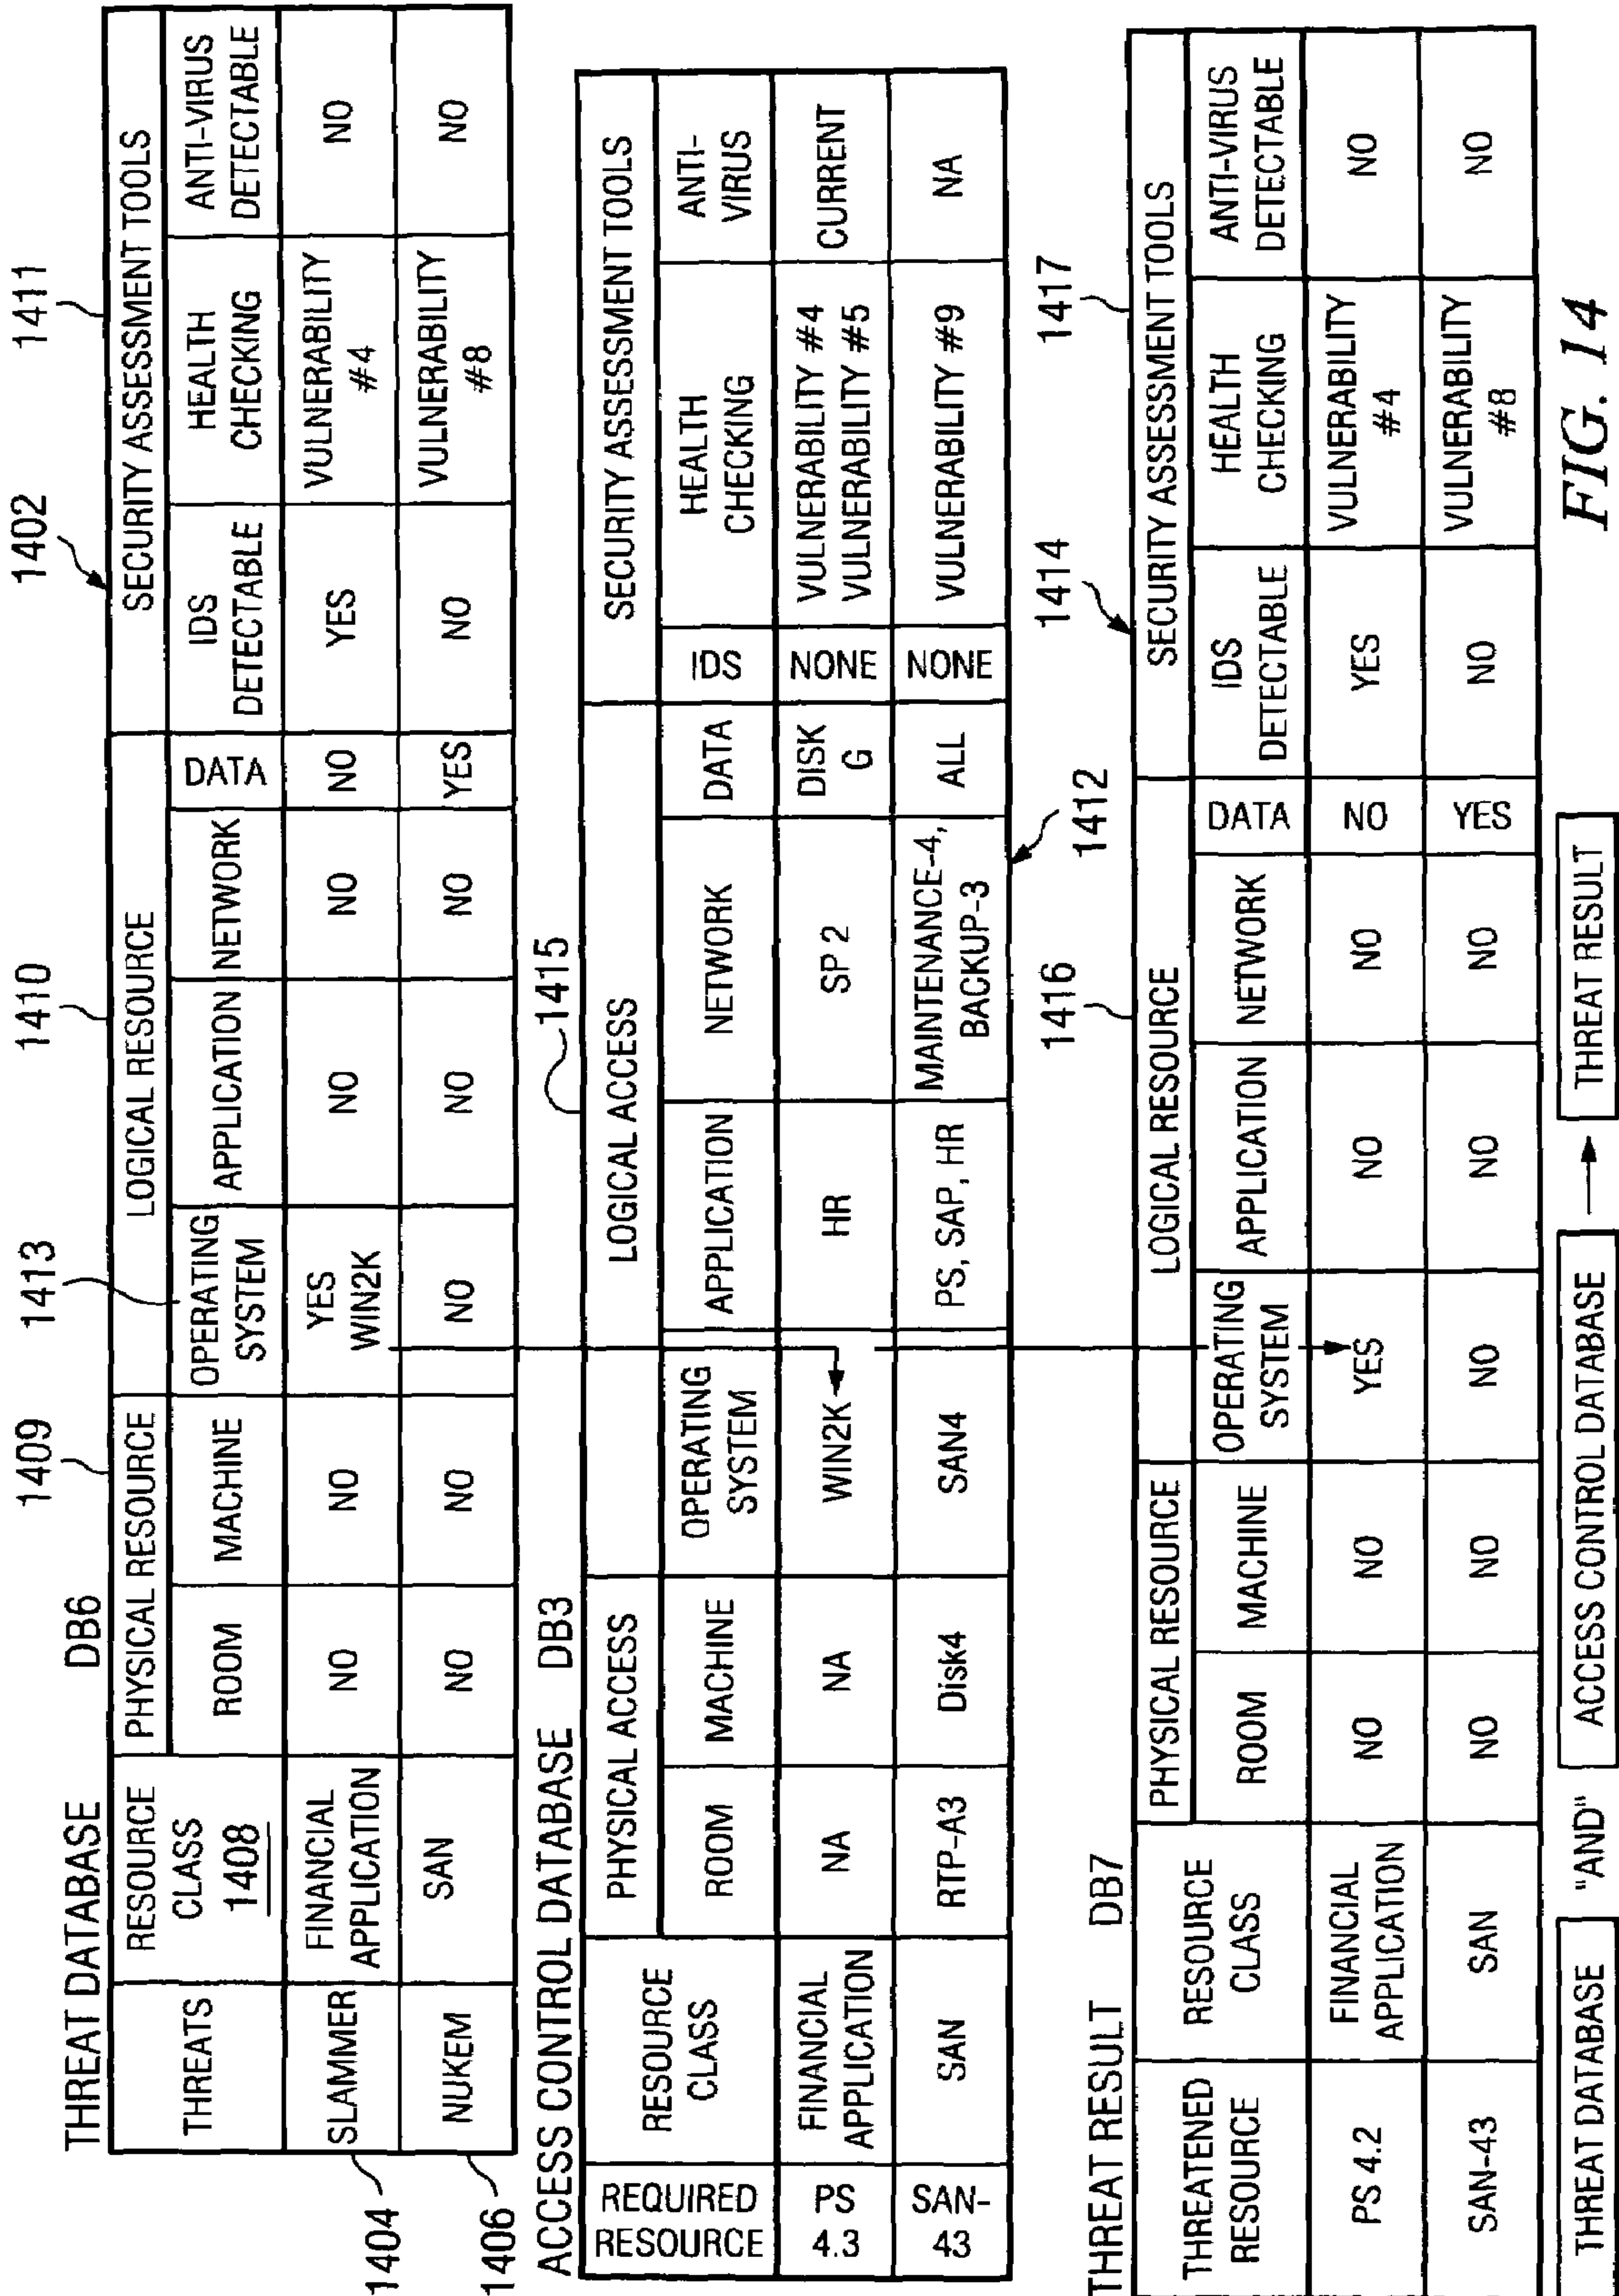 1402
1411
1410
1413
1409
THREAT DATABASE DB6
THREATS
RESOURCE
CLASS
1408
PHYSICAL RESOURCE
LOGICAL RESOURCE
SECURITY ASSESSMENT TOOLS
ROOM
MACHINE
OPERATING
SYSTEM
APPLICATION
NETWORK
DATA
IDS
DETECTABLE
HEALTH
CHECKING
ANTI-VIRUS
DETECTABLE
SLAMMER
FINANCIAL
APPLICATION
NO
NO
YES
WIN2K
NO
NO
NO
YES
VULNERABILITY
#4
NO
NUKEM
SAN
NO
NO
NO
NO
NO
YES
NO
VULNERABILITY
#8
NO
1404
1406
ACCESS CONTROL DATABASE DB3
1415
REQUIRED
RESOURCE
RESOURCE
CLASS
PHYSICAL ACCESS
LOGICAL ACCESS
SECURITY ASSESSMENT TOOLS
ROOM
MACHINE
OPERATING
SYSTEM
APPLICATION
NETWORK
DATA
IDS
HEALTH
CHECKING
ANTI-
VIRUS
PS
4.3
FINANCIAL
APPLICATION
NA
NA
WIN2K
HR
SP 2
DISK
G
NONE
VULNERABILITY #4
VULNERABILITY #5
CURRENT
SAN-
43
SAN
RTP-A3
Disk4
SAN4
PS, SAP, HR
MAINTENANCE-4,
BACKUP-3
ALL
NONE
VULNERABILITY #9
NA
1412
1416
1414
1417
THREAT RESULT DB7
THREATENED
RESOURCE
RESOURCE
CLASS
PHYSICAL RESOURCE
LOGICAL RESOURCE
SECURITY ASSESSMENT TOOLS
ROOM
MACHINE
OPERATING
SYSTEM
APPLICATION
NETWORK
DATA
IDS
DETECTABLE
HEALTH
CHECKING
ANTI-VIRUS
DETECTABLE
PS 4.2
FINANCIAL
APPLICATION
NO
NO
YES
NO
NO
NO
YES
VULNERABILITY
#4
NO
SAN-43
SAN
NO
NO
NO
NO
NO
YES
NO
VULNERABILITY
#8
NO
THREAT DATABASE "AND" ACCESS CONTROL DATABASE THREAT RESULT
FIG. 14